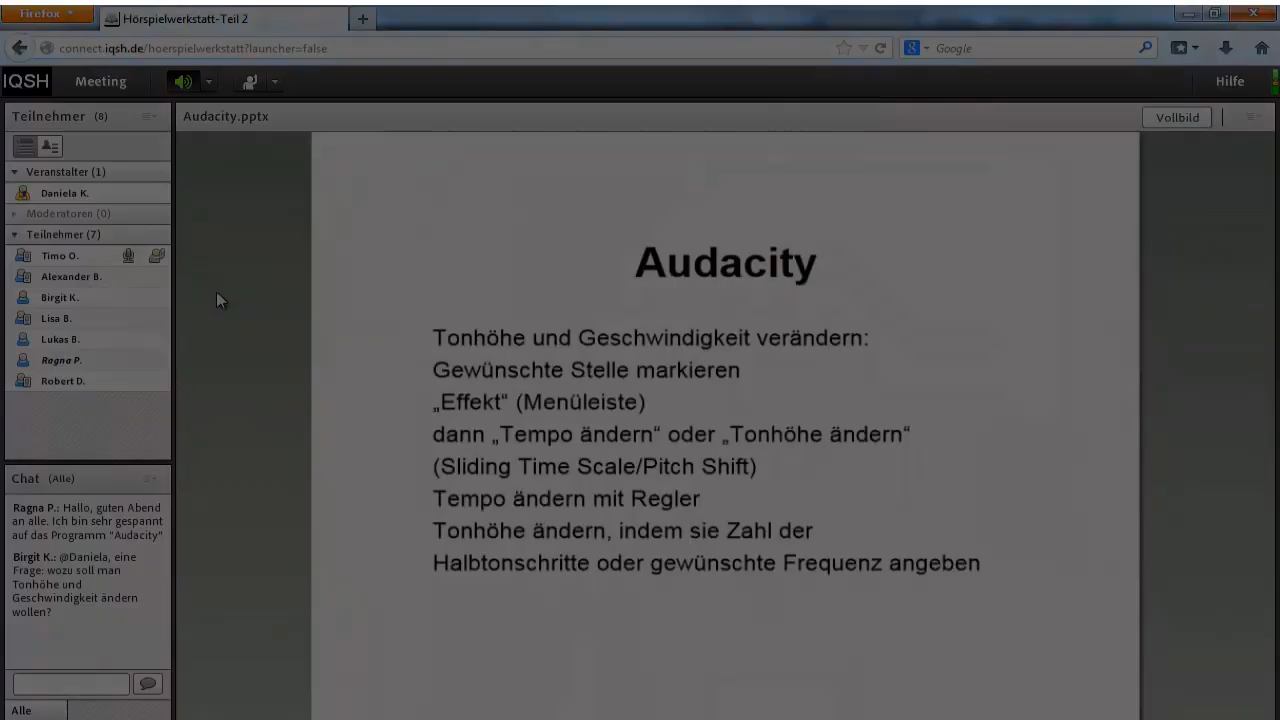 Firefox
Hörspielwerkstatt-Teil 2
connect.iqsh.de/hoerspielwerkstatt?launcher=false
Google
IQSH
Meeting
Hilfe
Teilnehmer (8)
Audacity.pptx
Vollbild
Veranstalter (1)
Daniela K.
Moderatoren (0)
Teilnehmer (7)
Timo O.
Alexander B.
Birgit K.
Lisa B.
Lukas B.
Ragna P.
Robert D.
Chat (Alle)
Ragna P.: Hallo, guten Abend
an alle. Ich bin sehr gespannt
auf das Programm "Audacity"
Birgit K.: @Daniela, eine
Frage: wozu soll man
Tonhöhe und
Geschwindigkeit ändern
wollen?
Alle
Audacity
Tonhöhe und Geschwindigkeit verändern:
Gewünschte Stelle markieren
„Effekt“ (Menüleiste)
dann „Tempo ändern“ oder „Tonhöhe ändern“
(Sliding Time Scale/Pitch Shift)
Tempo ändern mit Regler
Tonhöhe ändern, indem sie Zahl der
Halbtonschritte oder gewünschte Frequenz angeben